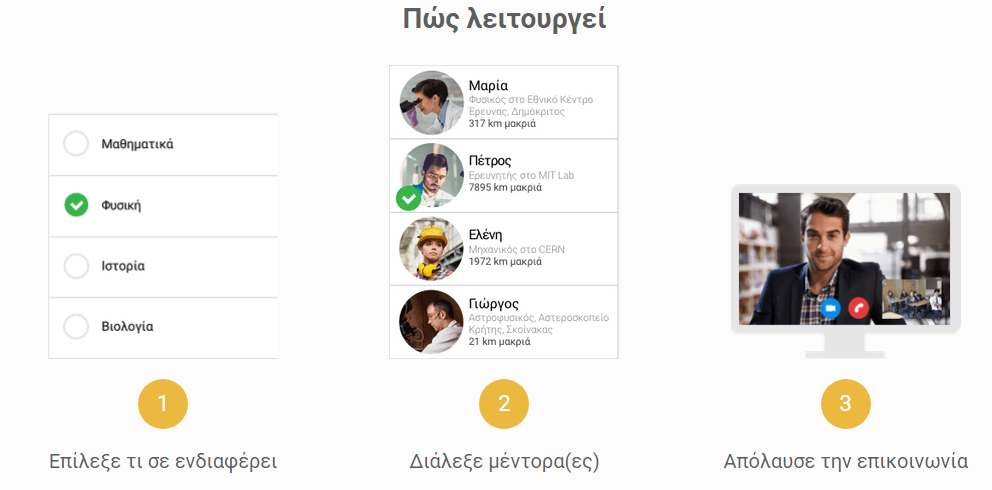 Πώς λειτουργεί
Μαθηματικά
Φυσική
Ιστορία
Βιολογία
1
Επίλεξε τι σε ενδιαφέρει
Μαρία
Φυσικός στο Εθνικό Κέντρο
Έρευνας, Δημόκριτος
317 km μακριά
Πέτρος
Ερευνητής στο MIT Lab
7895 km μακριά
Ελένη
Μηχανικός στο CERN
1972 km μακριά
Γιώργος
Αστροφυσικός, Αστεροσκοπείο
Κρήτης, Σκοίνακας
21 km μακριά
2
Διάλεξε μέντορα(ες)
3
Απόλαυσε την επικοινωνία